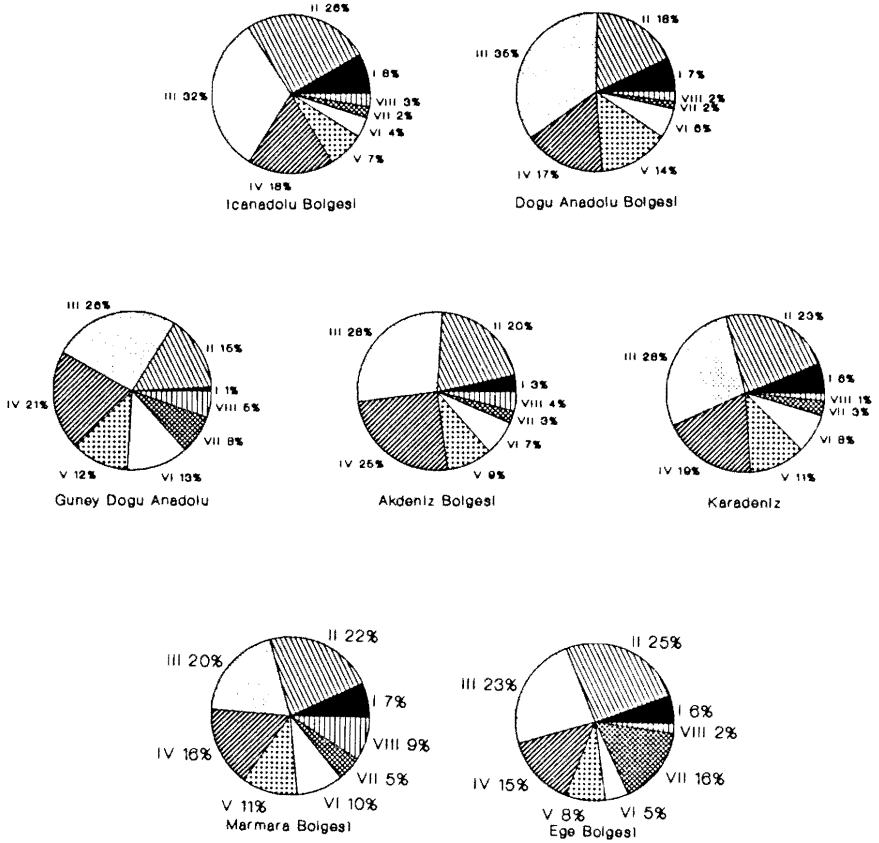 II 26%
I 8%
VIII 3%
VII 2%
VI 4%
V 7%
IV 18%
III 32%
Icanadolu Bolgesi
II 18%
I 7%
VIII 2%
VII 2%
VI 6%
V 14%
IV 17%
III 35%
Dogu Anadolu Bolgesi
III 26%
II 15%
I 1%
VIII 5%
VII 8%
VI 13%
V 12%
IV 21%
Guney Dogu Anadolu
III 28%
II 20%
I 3%
VIII 4%
VII 3%
VI 7%
V 9%
IV 25%
Akdeniz Bolgesi
II 23%
I 6%
VIII 1%
VII 3%
VI 8%
V 11%
IV 19%
III 28%
Karadeniz
II 22%
I 7%
VIII 9%
VII 5%
VI 10%
V 11%
IV 16%
III 20%
Marmara Bolgesi
II 25%
I 6%
VIII 2%
VII 16%
VI 5%
V 8%
IV 15%
III 23%
Ege Bolgesi